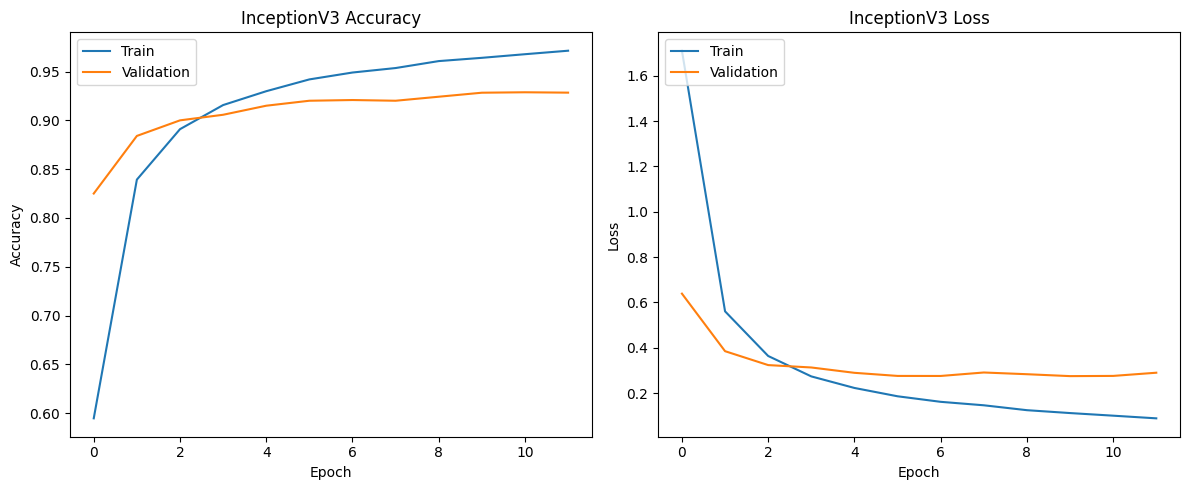 InceptionV3 Accuracy
Train
Validation
Accuracy
0.95
0.90
0.85
0.80
0.75
0.70
0.65
0.60
0 2 4 6 8 10
Epoch
InceptionV3 Loss
Train
Validation
Loss
1.6
1.4
1.2
1.0
0.8
0.6
0.4
0.2
0 2 4 6 8 10
Epoch